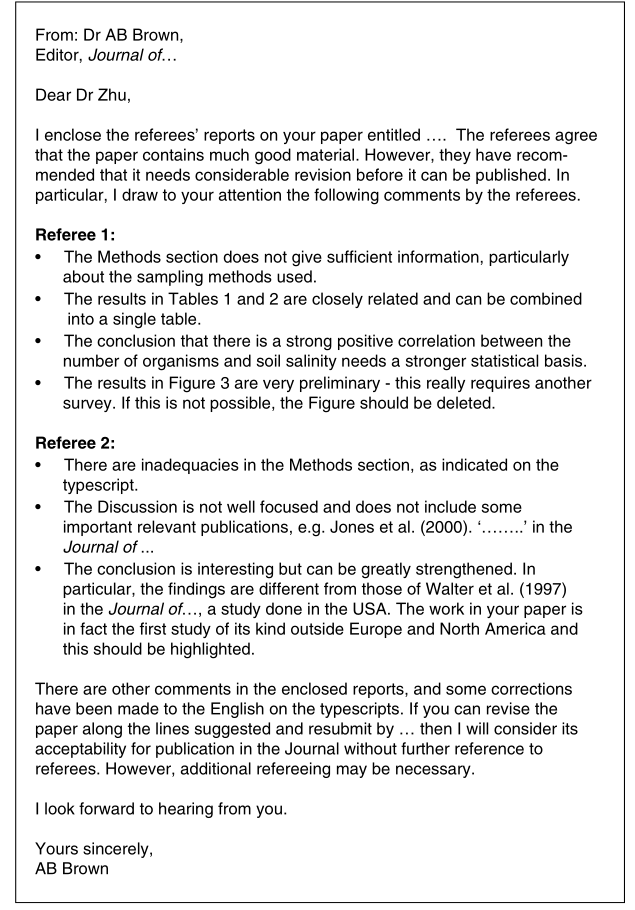 From: Dr AB Brown,
Editor, Journal of…
Dear Dr Zhu,
I enclose the referees’ reports on your paper entitled …. The referees agree
that the paper contains much good material. However, they have recom-
mended that it needs considerable revision before it can be published. In
particular, I draw to your attention the following comments by the referees.
Referee 1:
• The Methods section does not give sufficient information, particularly
about the sampling methods used.
• The results in Tables 1 and 2 are closely related and can be combined
into a single table.
• The conclusion that there is a strong positive correlation between the
number of organisms and soil salinity needs a stronger statistical basis.
• The results in Figure 3 are very preliminary - this really requires another
survey. If this is not possible, the Figure should be deleted.
Referee 2:
• There are inadequacies in the Methods section, as indicated on the
typescript.
• The Discussion is not well focused and does not include some
important relevant publications, e.g. Jones et al. (2000). ‘……..’ in the
Journal of ...
• The conclusion is interesting but can be greatly strengthened. In
particular, the findings are different from those of Walter et al. (1997)
in the Journal of…, a study done in the USA. The work in your paper is
in fact the first study of its kind outside Europe and North America and
this should be highlighted.
There are other comments in the enclosed reports, and some corrections
have been made to the English on the typescripts. If you can revise the
paper along the lines suggested and resubmit by … then I will consider its
acceptability for publication in the Journal without further reference to
referees. However, additional refereeing may be necessary.
I look forward to hearing from you.
Yours sincerely,
AB Brown